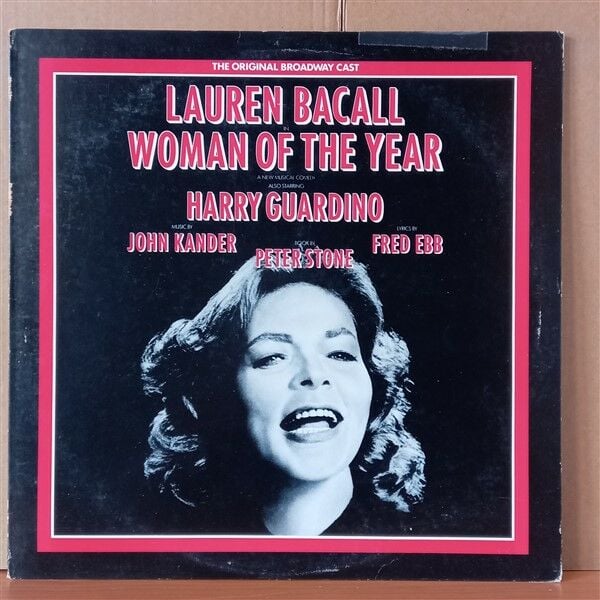 THE ORIGINAL BROADWAY CAST
LAUREN BACALL
IN
WOMAN OF THE YEAR
A NEW MUSICAL COMEDY
ALSO STARRING
HARRY GUARDINO
MUSIC BY
JOHN KANDER
BOOK BY
PETER STONE
LYRICS BY
FRED EBB